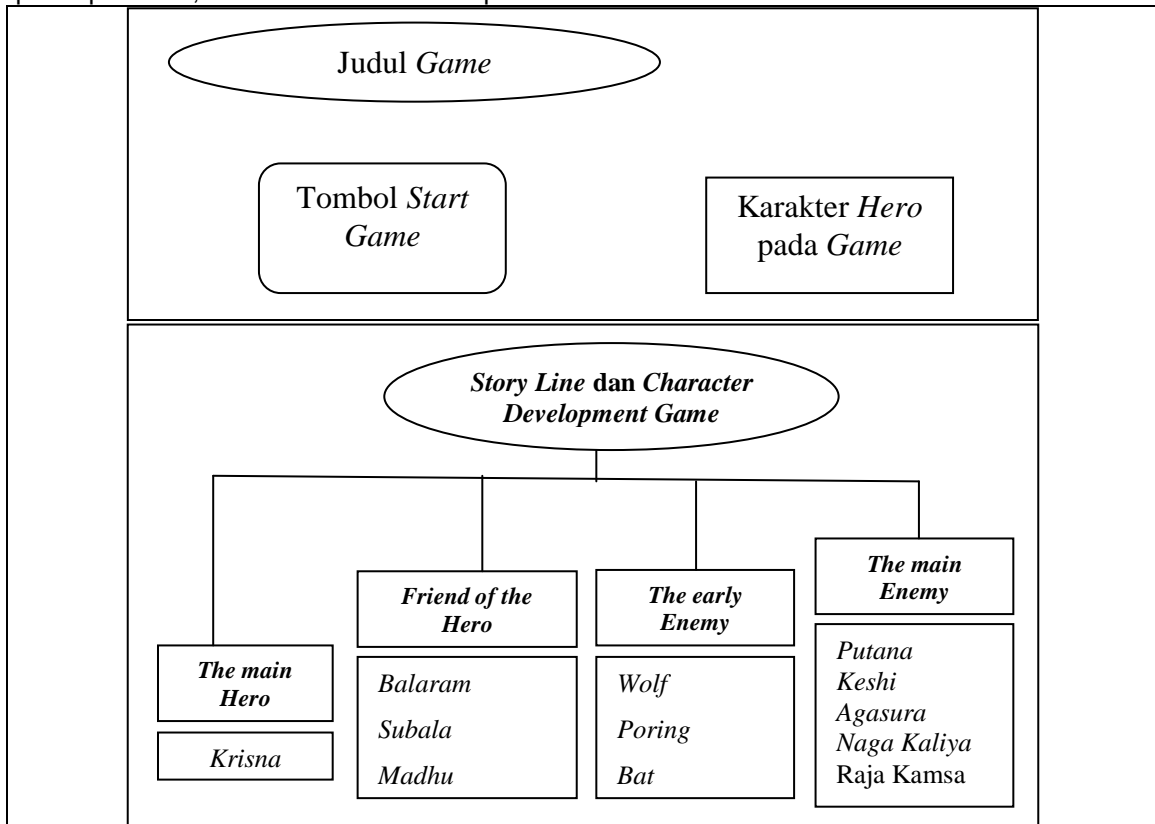 Judul Game
Tombol Start
Game
Karakter Hero
pada Game
Story Line dan Character
Development Game
The main
Hero
Krisna
Friend of the
Hero
Balaram
Subala
Madhu
The early
Enemy
Wolf
Poring
Bat
The main
Enemy
Putana
Keshi
Agasura
Naga Kaliya
Raja Kamsa